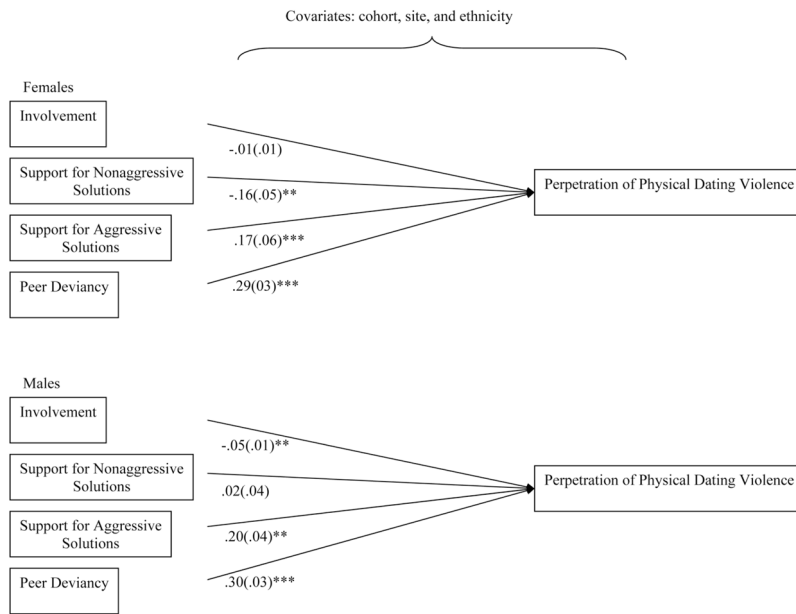 Covariates: cohort, site, and ethnicity
Females
Involvement
-.01(.01)
Support for Nonaggressive
Solutions
-.16(.05)**
Perpetration of Physical Dating Violence
Support for Aggressive
Solutions
.17(.06)***
Peer Deviancy
.29(03)***
Males
Involvement
-.05(.01)**
Support for Nonaggressive
Solutions
.02(.04)
Perpetration of Physical Dating Violence
Support for Aggressive
Solutions
.20(.04)**
Peer Deviancy
.30(.03)***